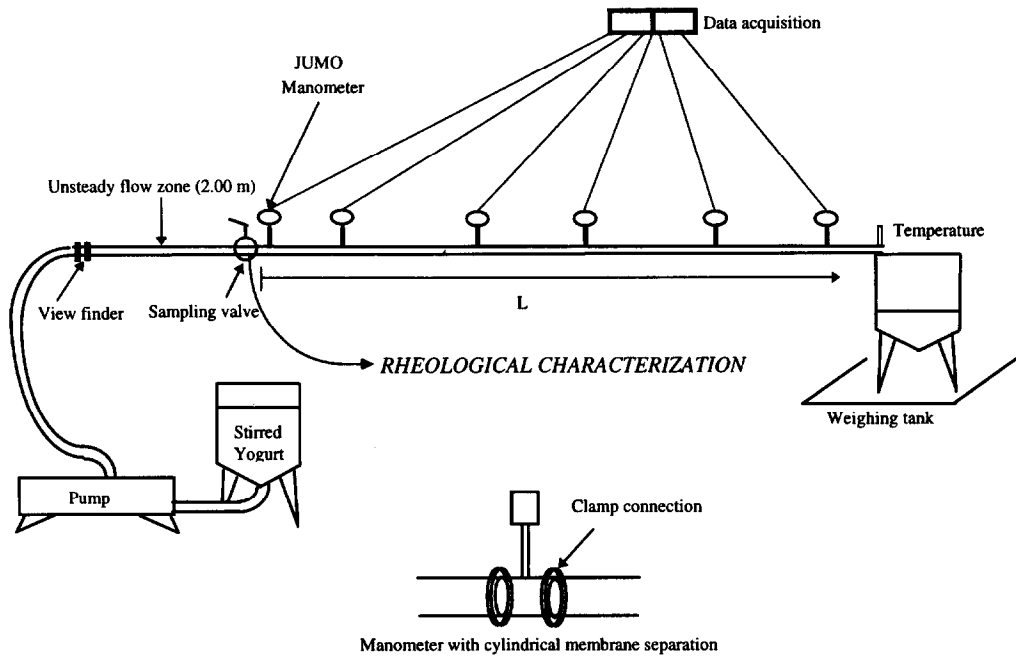 Data acquisition
JUMO
Manometer
Unsteady flow zone (2.00 m)
Temperature
View finder
Sampling valve
L
RHEOLOGICAL CHARACTERIZATION
Weighing tank
Stirred
Yogurt
Pump
Clamp connection
Manometer with cylindrical membrane separation